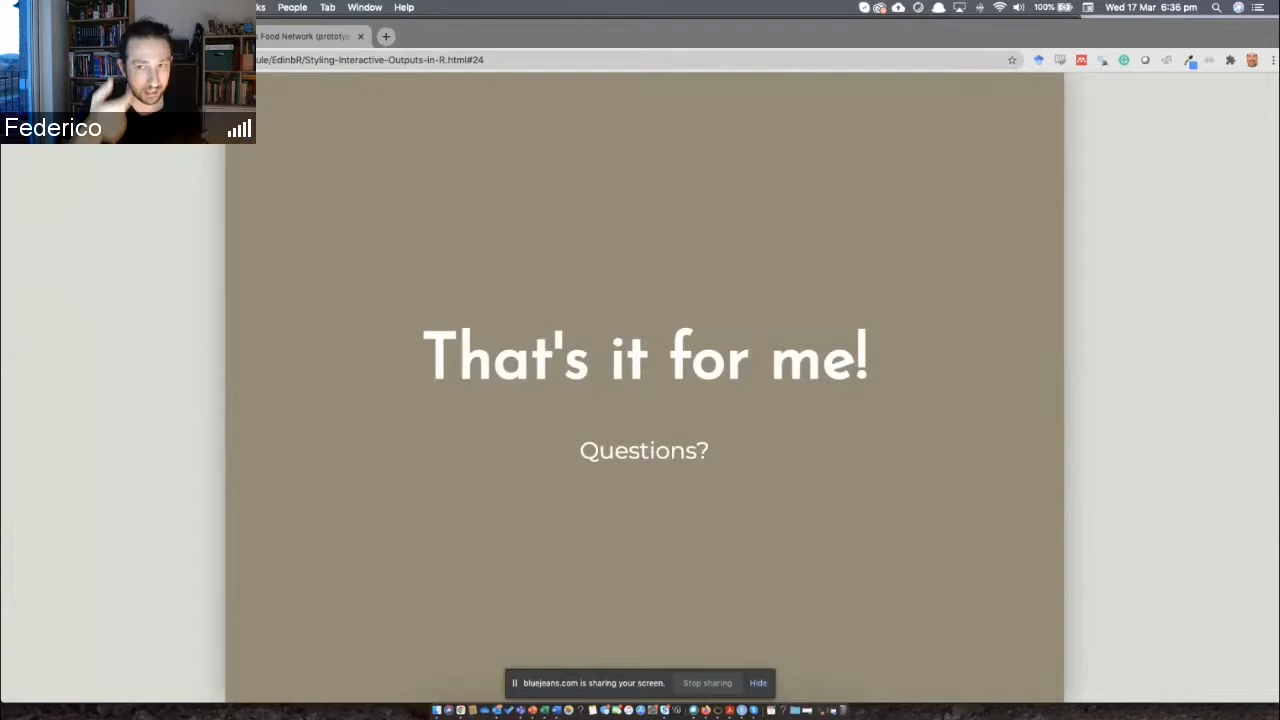 ks People Tab Window Help
100% Wed 17 Mar 6:36 pm
Food Network (prototyp
ule/EdinbR/Styling-Interactive-Outputs-in-R.html#24
Federico
That's it for me!
Questions?
bluejeans.com is sharing your screen. Stop sharing Hide